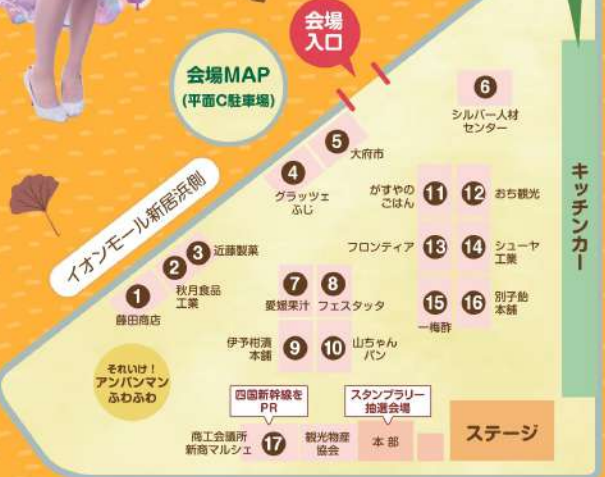 会場
入口
会場MAP
(平面C駐車場)
イオンモール新居浜側
キッチンカー
6
シルバー人材
センター
5
大府市
4
グラッツェ
ふじ
かすやの
ごはん
11
12
おち観光
3
近藤製菓
2
秋月食品
工業
1
藤田商店
フロンティア
13
14
シューヤ
工業
7
愛媛果汁
8
フェスタッタ
15
一梅酢
16
別子飴
本舗
伊予柑漬
本舗
9
10
山ちゃん
パン
それいけ!
アンパンマン
ふわふわ
四国新幹線を
PR
スタンプラリー
抽選会場
商工会議所
新商マルシェ
17
観光物産
協会
本部
ステージ